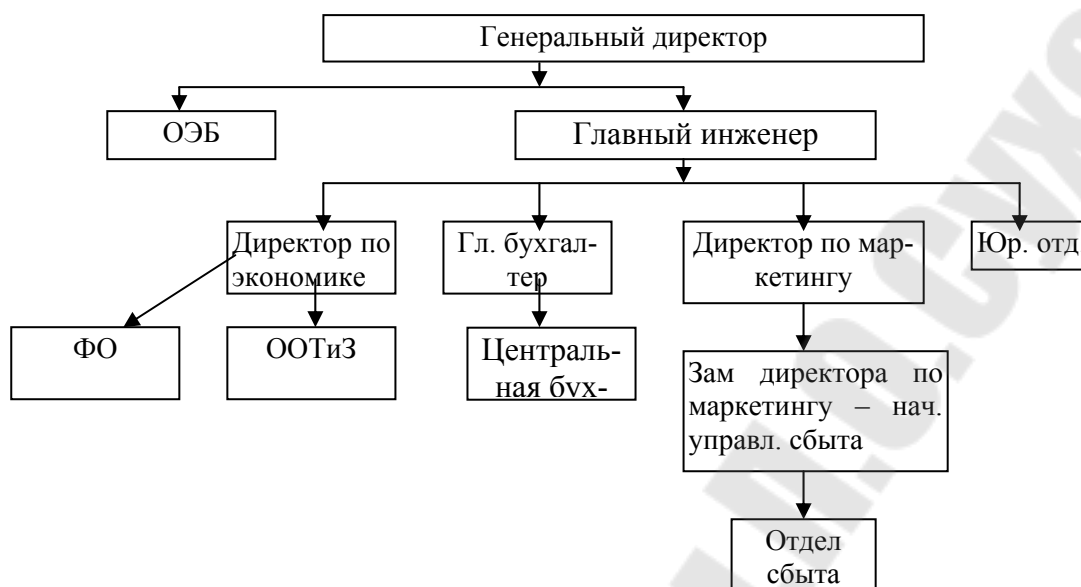 Генеральный директор
ОЭБ
Главный инженер
Директор по
экономике
Гл. бухгал-
тер
Директор по мар-
кетингу
Юр. отд
ФО
ООТиЗ
Централь-
ная бух-
Зам директора по
маркетингу – нач.
управл. сбыта
Отдел
сбыта